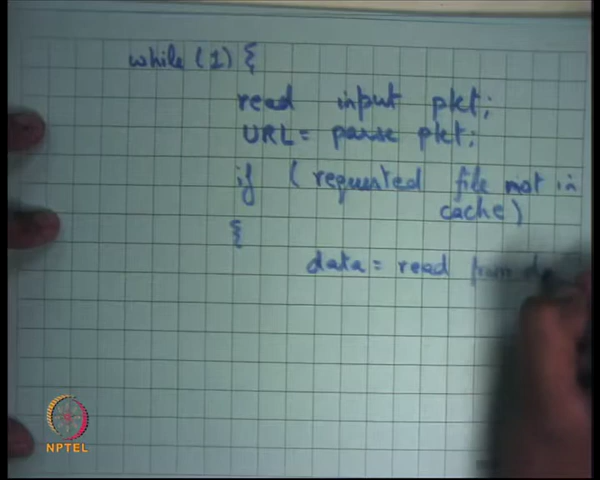 while (1) {
read input pkt;
URL = parse pkt;
if (requested file not in
cache)
{
data = read from
NPTEL